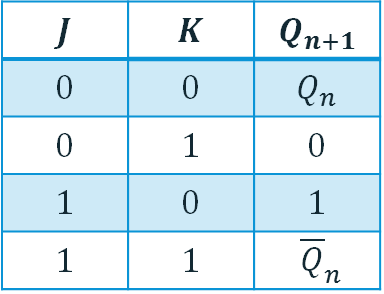 J K Qₙ₊₁
0 0 Qₙ
0 1 0
1 0 1
1 1 Q̅ₙ